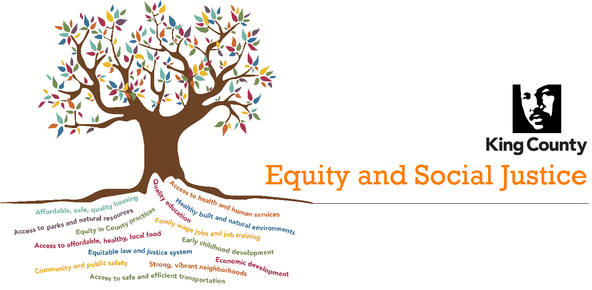 King County
Equity and Social Justice
Affordable, safe, quality housing
Quality education
Access to health and human services
Access to parks and natural resources
Equity in County practices
Healthy built and natural environments
Family wage jobs and job training
Access to affordable, healthy, local food
Early childhood development
Equitable law and justice system
Community and public safety
Strong, vibrant neighborhoods
Economic development
Access to safe and efficient transportation